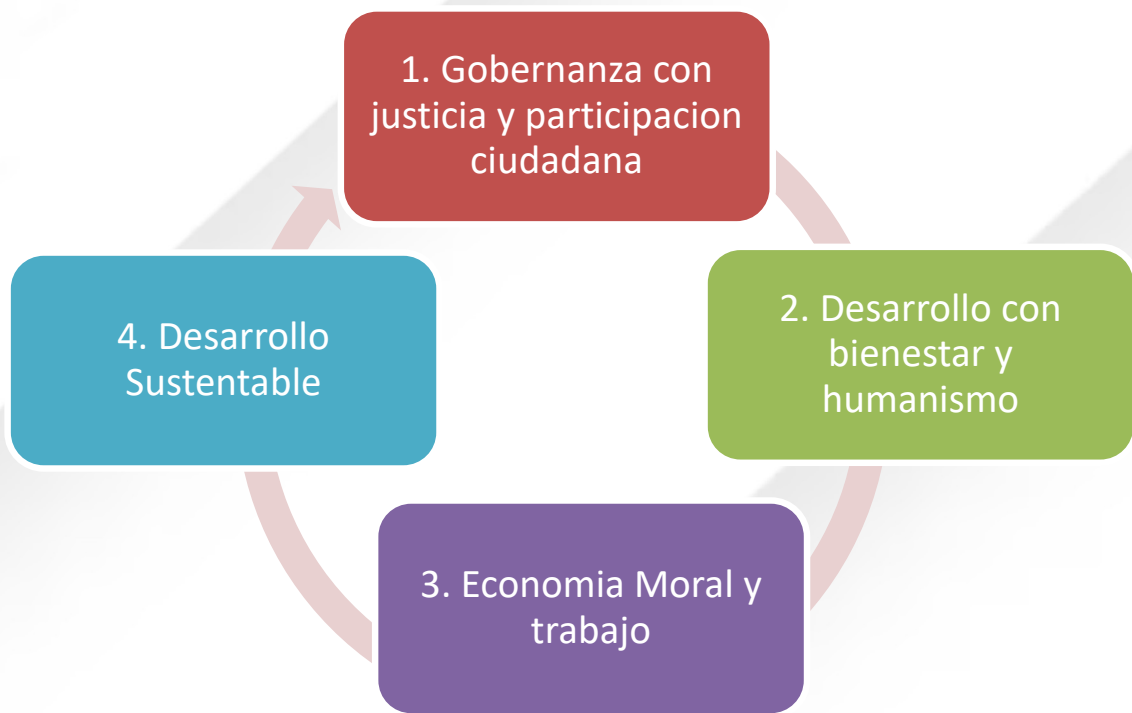 1. Gobernanza con
justicia y participacion
ciudadana
2. Desarrollo con
bienestar y
humanismo
3. Economia Moral y
trabajo
4. Desarrollo
Sustentable